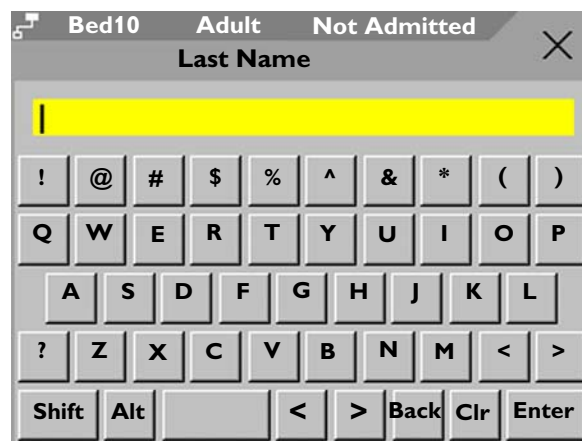 Bed10 Adult Not Admitted
Last Name
! @ # $ % ^ & * ( )
Q W E R T Y U I O P
A S D F G H J K L
? Z X C V B N M < >
Shift Alt < > Back Clr Enter